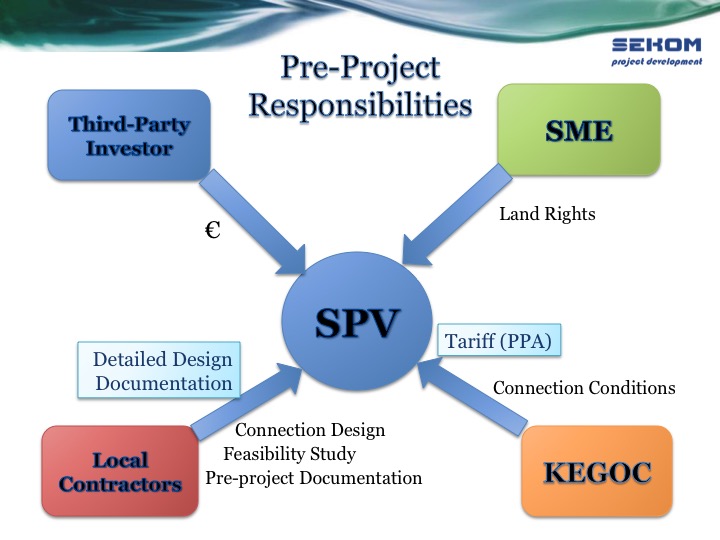 SEKOM
project development
Pre-Project
Responsibilities
Third-Party
Investor
SME
Land Rights
€
SPV
Tariff (PPA)
Detailed Design
Documentation
Connection Conditions
Connection Design
Feasibility Study
Pre-project Documentation
Local
Contractors
KEGOC